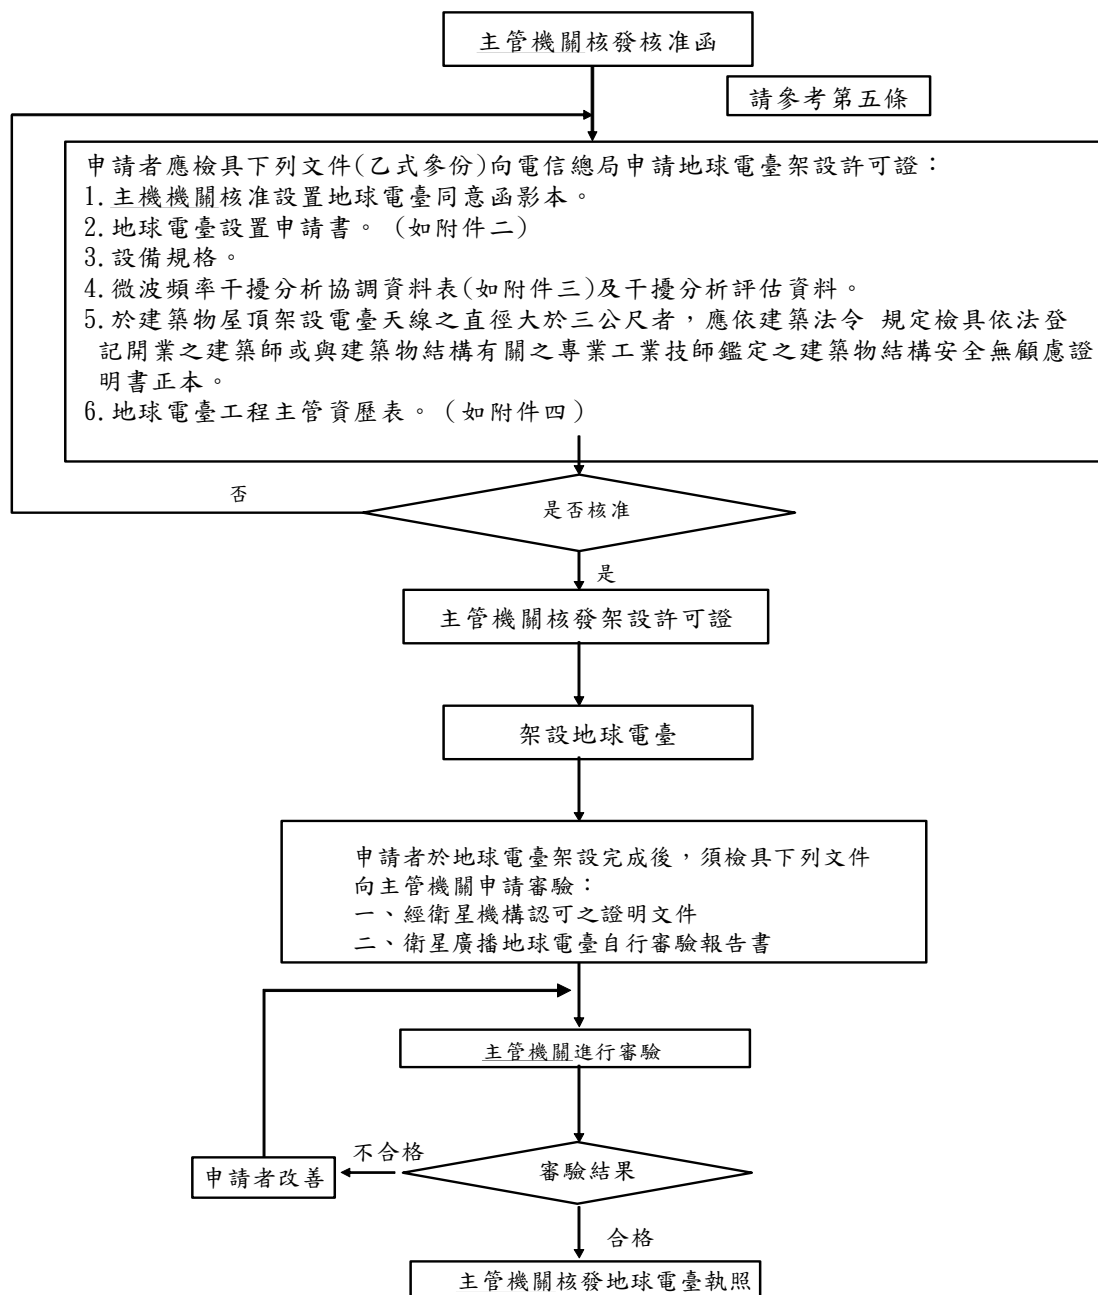 主管機關核發核准函
請參考第五條
申請者應檢具下列文件(乙式參份)向電信總局申請地球電臺架設許可證：
1.主機機關核准設置地球電臺同意函影本。
2.地球電臺設置申請書。（如附件二）
3.設備規格。
4.微波頻率干擾分析協調資料表(如附件三)及干擾分析評估資料。
5.於建築物屋頂架設電臺天線之直徑大於三公尺者，應依建築法令 規定檢具依法登
記開業之建築師或與建築物結構有關之專業工業技師鑑定之建築物結構安全無顧慮證
明書正本。
6.地球電臺工程主管資歷表。（如附件四）
否
是否核准
是
主管機關核發架設許可證
架設地球電臺
申請者於地球電臺架設完成後，須檢具下列文件
向主管機關申請審驗：
一、經衛星機構認可之證明文件
二、衛星廣播地球電臺自行審驗報告書
主管機關進行審驗
不合格
申請者改善
審驗結果
合格
主管機關核發地球電臺執照